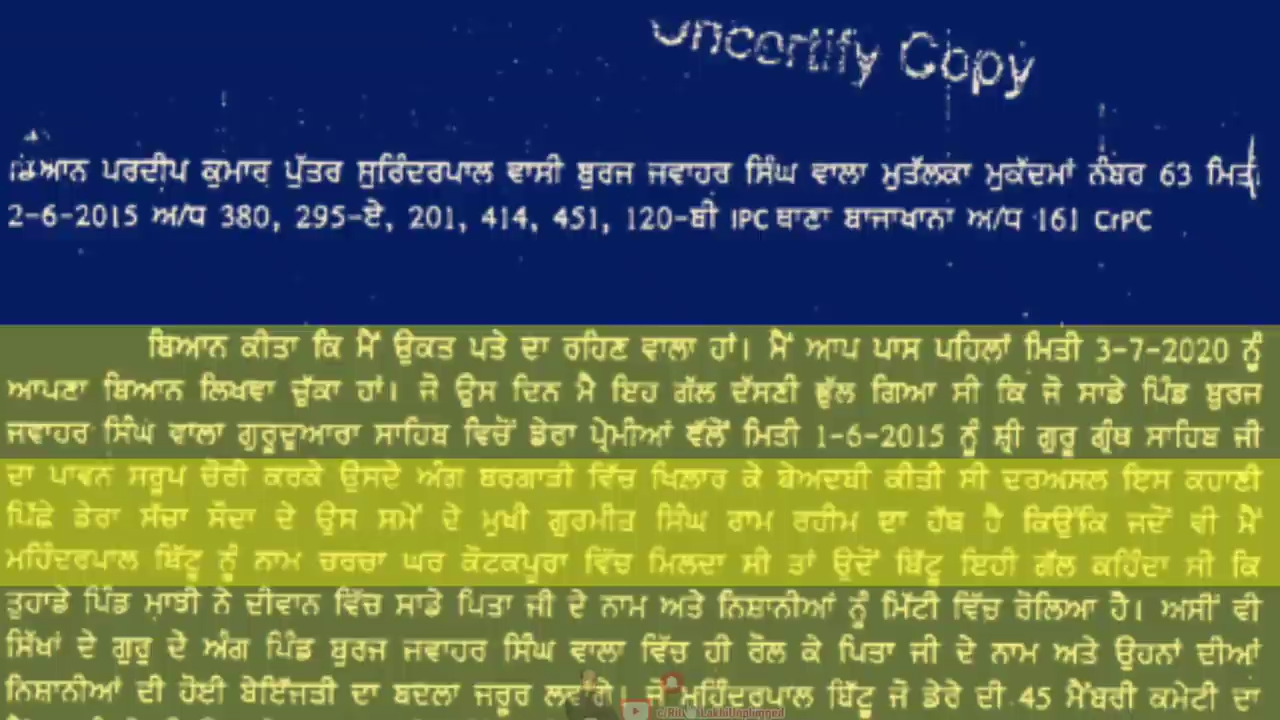 Uncertify Copy
ਬਿਆਨ ਪਰਦੀਪ ਕੁਮਾਰ ਪੁੱਤਰ ਸੁਰਿੰਦਰਪਾਲ ਵਾਸੀ ਬੁਰਜ ਜਵਾਹਰ ਸਿੰਘ ਵਾਲਾ ਮੁਤੱਲਕਾ ਮੁਕੱਦਮਾਂ ਨੰਬਰ 63 ਮਿਤੀ
2-6-2015 ਅ/ਧ 380, 295-ਏ, 201, 414, 451, 120-ਬੀ IPC ਥਾਣਾ ਬਾਜਾਖਾਨਾ ਅ/ਧ 161 CrPC
ਬਿਆਨ ਕੀਤਾ ਕਿ ਮੈਂ ਉਕਤ ਪਤੇ ਦਾ ਰਹਿਣ ਵਾਲਾ ਹਾਂ। ਮੈਂ ਆਪ ਪਾਸ ਪਹਿਲਾਂ ਮਿਤੀ 3-7-2020 ਨੂੰ
ਆਪਣਾ ਬਿਆਨ ਲਿਖਵਾ ਚੁੱਕਾ ਹਾਂ। ਜੋ ਉਸ ਦਿਨ ਮੈ ਇਹ ਗੱਲ ਦੱਸਣੀ ਭੁੱਲ ਗਿਆ ਸੀ ਕਿ ਜੋ ਸਾਡੇ ਪਿੰਡ ਬੁਰਜ
ਜਵਾਹਰ ਸਿੰਘ ਵਾਲਾ ਗੁਰੂਦੁਆਰਾ ਸਾਹਿਬ ਵਿਚੋਂ ਡੇਰਾ ਪ੍ਰੇਮੀਆਂ ਵੱਲੋਂ ਮਿਤੀ 1-6-2015 ਨੂੰ ਸ਼੍ਰੀ ਗੁਰੂ ਗ੍ਰੰਥ ਸਾਹਿਬ ਜੀ
ਦਾ ਪਾਵਨ ਸਰੂਪ ਚੋਰੀ ਕਰਕੇ ਉਸਦੇ ਅੰਗ ਬਰਗਾੜੀ ਵਿੱਚ ਖਿਲਾਰ ਕੇ ਬੇਅਦਬੀ ਕੀਤੀ ਸੀ ਦਰਅਸਲ ਇਸ ਕਹਾਣੀ
ਪਿੱਛੇ ਡੇਰਾ ਸੱਚਾ ਸੌਦਾ ਦੇ ਉਸ ਸਮੇਂ ਦੇ ਮੁਖੀ ਗੁਰਮੀਤ ਸਿੰਘ ਰਾਮ ਰਹੀਮ ਦਾ ਹੱਥ ਹੈ ਕਿਉਂਕਿ ਜਦੋਂ ਵੀ ਮੈਂ
ਮਹਿੰਦਰਪਾਲ ਬਿੱਟੂ ਨੂੰ ਨਾਮ ਚਰਚਾ ਘਰ ਕੋਟਕਪੂਰਾ ਵਿੱਚ ਮਿਲਦਾ ਸੀ ਤਾਂ ਉਦੋਂ ਬਿੱਟੂ ਇਹੀ ਗੱਲ ਕਹਿੰਦਾ ਸੀ ਕਿ
ਤੁਹਾਡੇ ਪਿੰਡ ਮਾਝੀ ਨੇ ਦੀਵਾਨ ਵਿੱਚ ਸਾਡੇ ਪਿਤਾ ਜੀ ਦੇ ਨਾਮ ਅਤੇ ਨਿਸ਼ਾਨੀਆਂ ਨੂੰ ਮਿੱਟੀ ਵਿੱਚ ਰੋਲਿਆ ਹੈ। ਅਸੀਂ ਵੀ
ਸਿੱਖਾਂ ਦੇ ਗੁਰੂ ਦੇ ਅੰਗ ਪਿੰਡ ਬੁਰਜ ਜਵਾਹਰ ਸਿੰਘ ਵਾਲਾ ਵਿੱਚ ਹੀ ਰੋਲ ਕੇ ਪਿਤਾ ਜੀ ਦੇ ਨਾਮ ਅਤੇ ਉਹਨਾਂ ਦੀਆਂ
ਨਿਸ਼ਾਨੀਆਂ ਦੀ ਹੋਈ ਬੇਇੱਜਤੀ ਦਾ ਬਦਲਾ ਜਰੂਰ ਲਵਾਂਗੇ। ਜੋ ਮਹਿੰਦਰਪਾਲ ਬਿੱਟੂ ਜੋ ਡੇਰੇ ਦੀ 45 ਮੈਂਬਰੀ ਕਮੇਟੀ ਦਾ